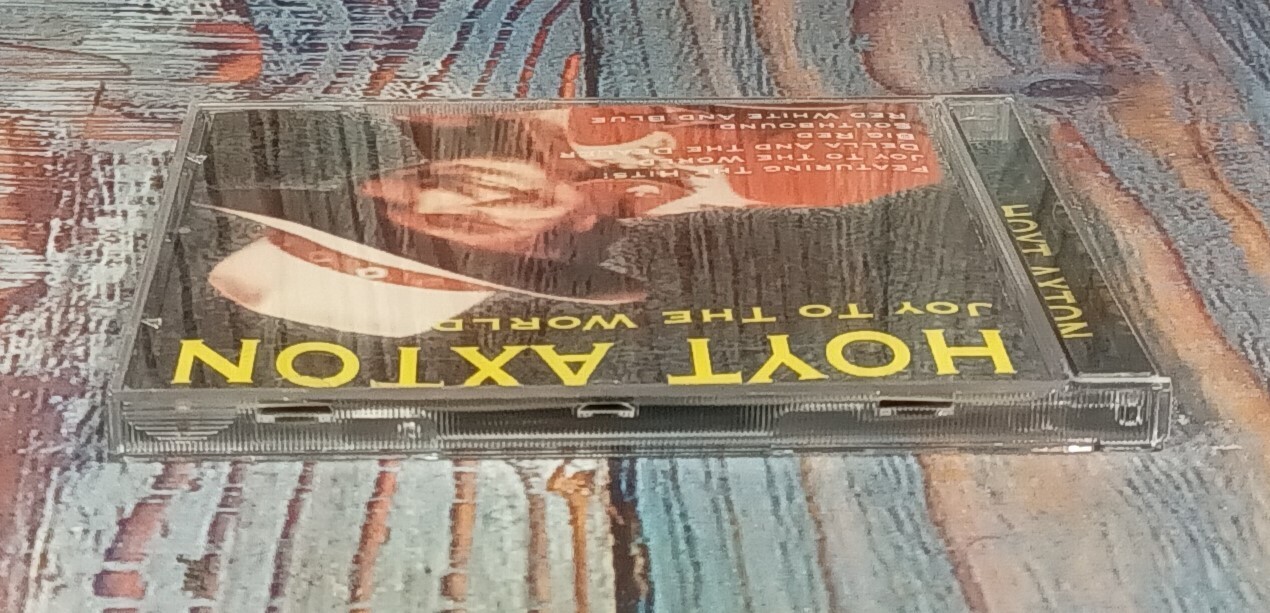 HOYT AXTON
JOY TO THE WORLD
FEATURING THE HITS:
JOY TO THE WORLD
DELLA AND THE DEALER
BIG RED
SOUTHBOUND
RED WHITE AND BLUE
HOYT AXTON